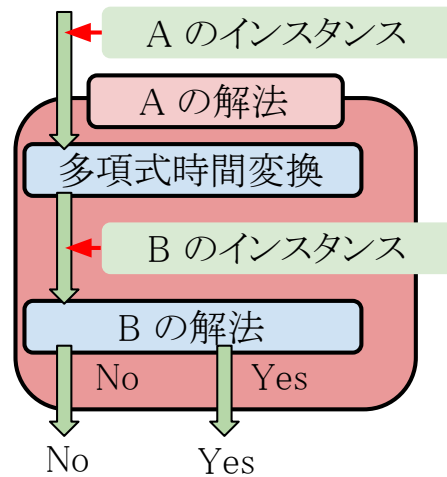 A のインスタンス
A の解法
多項式時間変換
B のインスタンス
B の解法
No Yes
No Yes